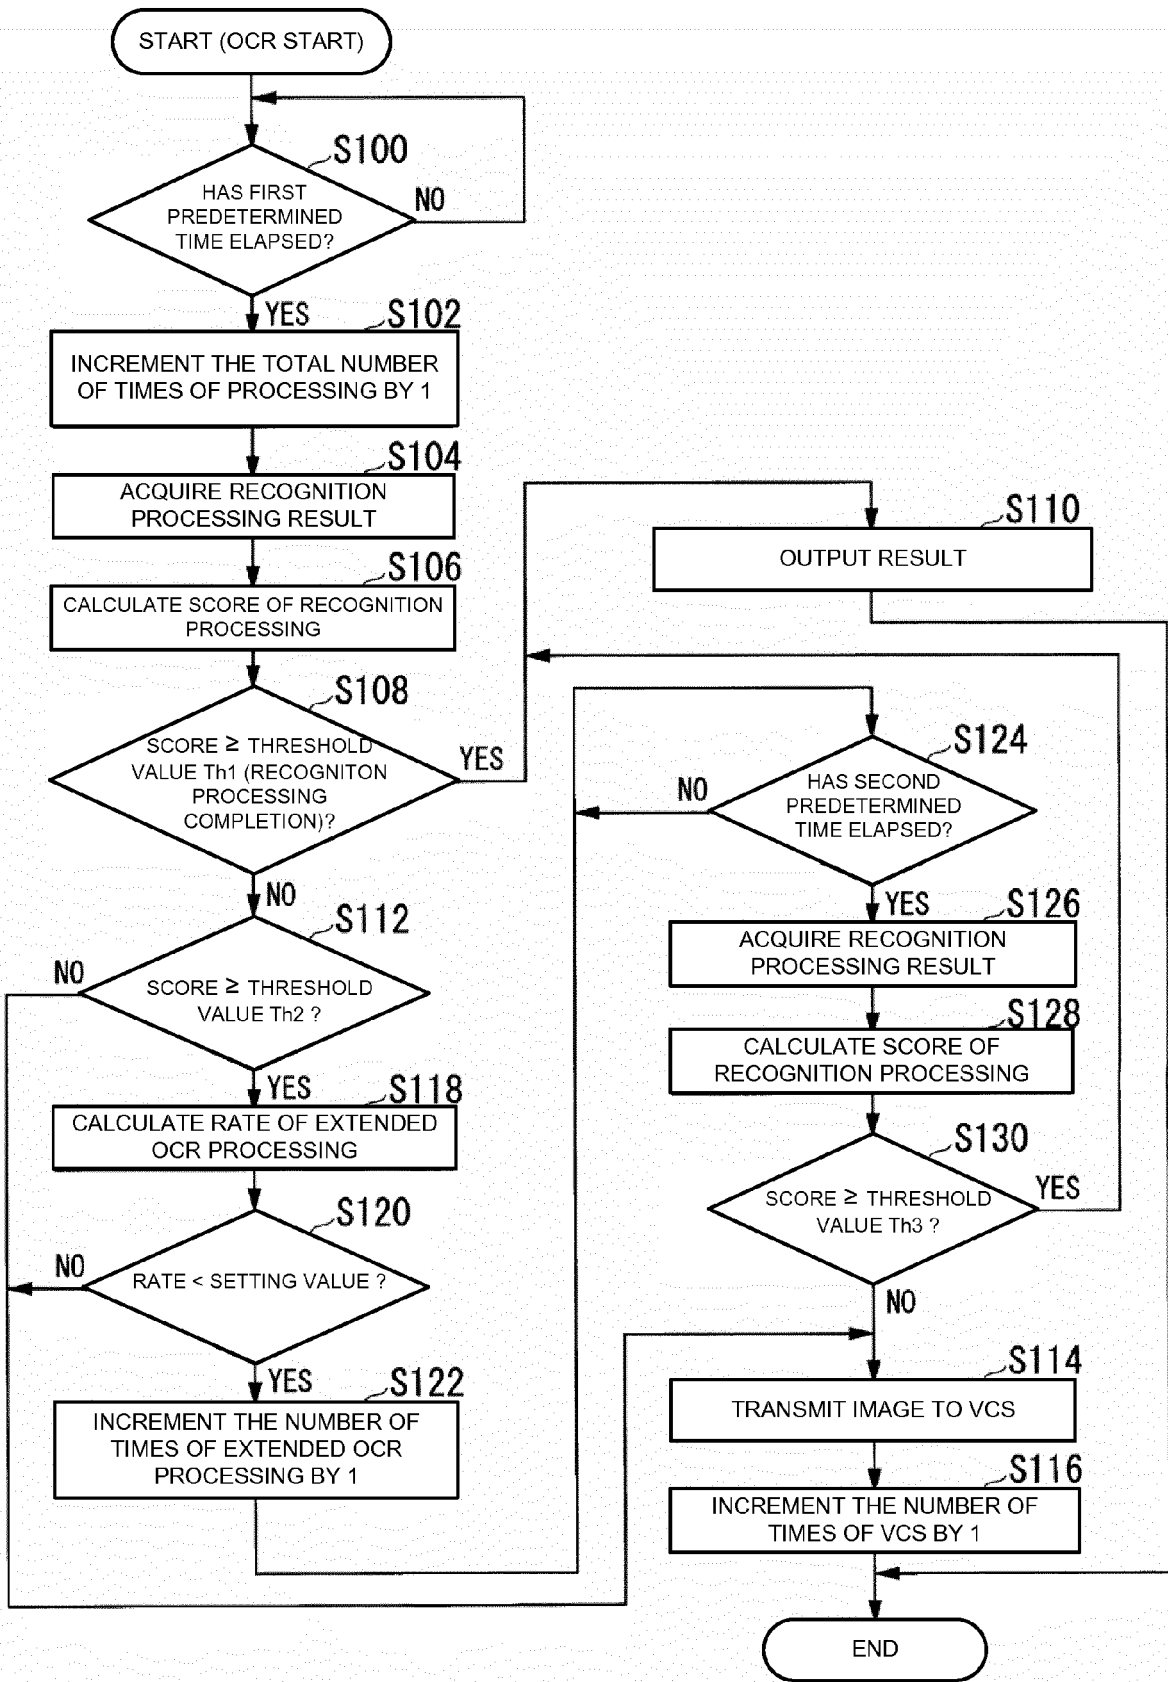 START (OCR START)
S100
HAS FIRST
PREDETERMINED
TIME ELAPSED?
NO
YES
S102
INCREMENT THE TOTAL NUMBER
OF TIMES OF PROCESSING BY 1
S104
ACQUIRE RECOGNITION
PROCESSING RESULT
S106
CALCULATE SCORE OF RECOGNITION
PROCESSING
S108
SCORE ≥ THRESHOLD
VALUE Th1 (RECOGNITON
PROCESSING
COMPLETION)?
YES
NO
S112
NO
SCORE ≥ THRESHOLD
VALUE Th2 ?
YES
S118
CALCULATE RATE OF EXTENDED
OCR PROCESSING
S120
NO
RATE < SETTING VALUE ?
YES
S122
INCREMENT THE NUMBER OF
TIMES OF EXTENDED OCR
PROCESSING BY 1
S110
OUTPUT RESULT
S124
NO
HAS SECOND
PREDETERMINED
TIME ELAPSED?
YES
S126
ACQUIRE RECOGNITION
PROCESSING RESULT
S128
CALCULATE SCORE OF
RECOGNITION PROCESSING
S130
SCORE ≥ THRESHOLD
VALUE Th3 ?
YES
NO
S114
TRANSMIT IMAGE TO VCS
S116
INCREMENT THE NUMBER OF
TIMES OF VCS BY 1
END